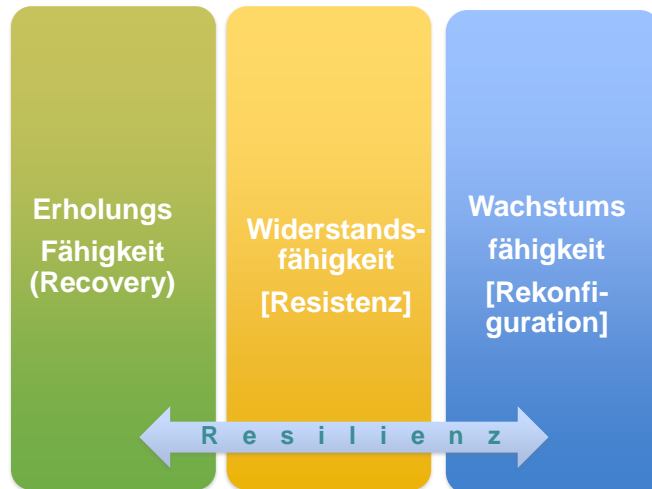 Erholungs
Fähigkeit
(Recovery)
Widerstands-
fähigkeit
[Resistenz]
Wachstums
fähigkeit
[Rekonfi-
guration]
R e s i l i e n z